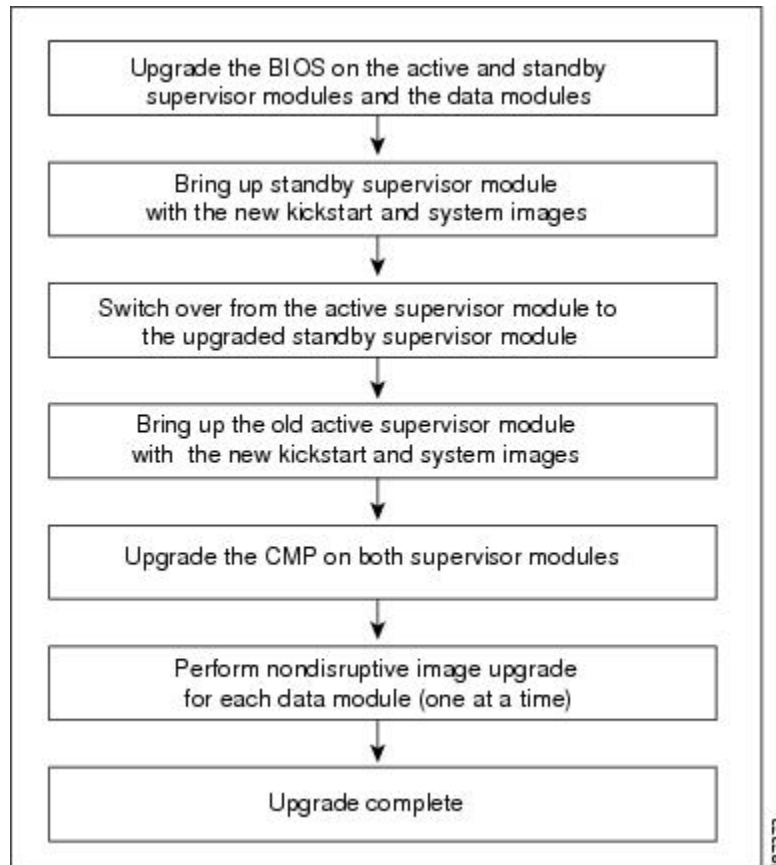 Upgrade the BIOS on the active and standby
supervisor modules and the data modules
Bring up standby supervisor module
with the new kickstart and system images
Switch over from the active supervisor module to
the upgraded standby supervisor module
Bring up the old active supervisor module
with the new kickstart and system images
Upgrade the CMP on both supervisor modules
Perform nondisruptive image upgrade
for each data module (one at a time)
Upgrade complete